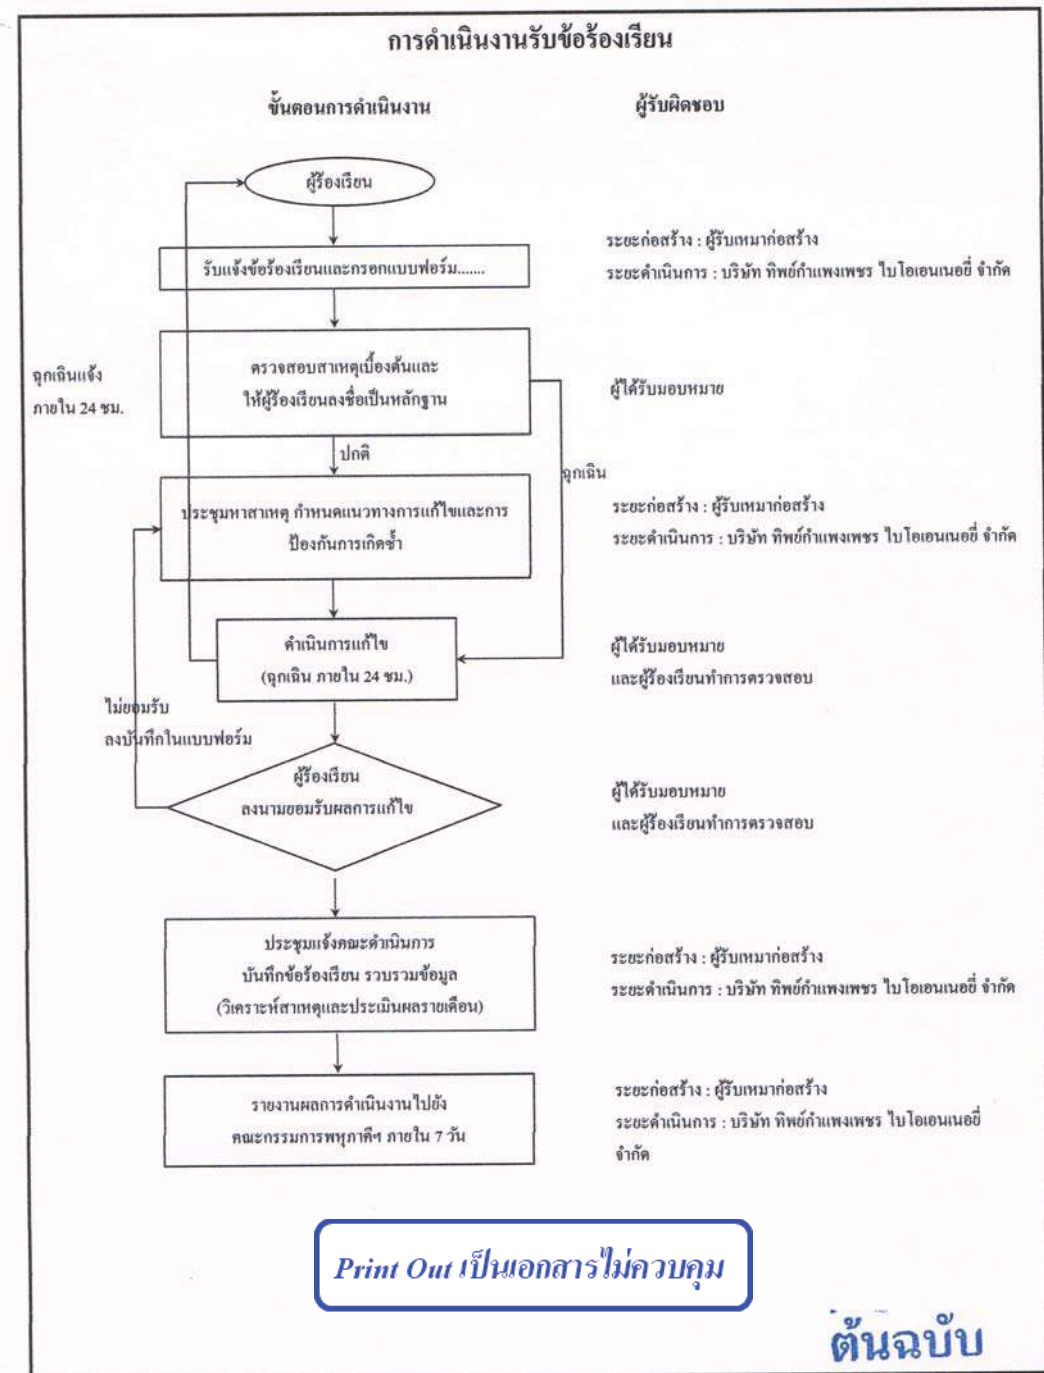 การดำเนินงานรับข้อร้องเรียน
ขั้นตอนการดำเนินงาน
ผู้รับผิดชอบ
ผู้ร้องเรียน
รับแจ้งข้อร้องเรียนและกรอกแบบฟอร์ม.......
ระยะก่อสร้าง : ผู้รับเหมาก่อสร้าง
ระยะดำเนินการ : บริษัท ทิพย์กำแพงเพชร ไบโอเอนเนอยี่ จำกัด
ฉุกเฉินแจ้ง
ภายใน 24 ชม.
ตรวจสอบสาเหตุเบื้องต้นและ
ให้ผู้ร้องเรียนลงชื่อเป็นหลักฐาน
ผู้ได้รับมอบหมาย
ปกติ
ฉุกเฉิน
ประชุมหาสาเหตุ กำหนดแนวทางการแก้ไขและการ
ป้องกันการเกิดซ้ำ
ระยะก่อสร้าง : ผู้รับเหมาก่อสร้าง
ระยะดำเนินการ : บริษัท ทิพย์กำแพงเพชร ไบโอเอนเนอยี่ จำกัด
ดำเนินการแก้ไข
(ฉุกเฉิน ภายใน 24 ชม.)
ผู้ได้รับมอบหมาย
และผู้ร้องเรียนทำการตรวจสอบ
ไม่ยอมรับ
ลงบันทึกในแบบฟอร์ม
ผู้ร้องเรียน
ลงนามยอมรับผลการแก้ไข
ผู้ได้รับมอบหมาย
และผู้ร้องเรียนทำการตรวจสอบ
ประชุมแจ้งคณะดำเนินการ
บันทึกข้อร้องเรียน รวบรวมข้อมูล
(วิเคราะห์สาเหตุและประเมินผลรายเดือน)
ระยะก่อสร้าง : ผู้รับเหมาก่อสร้าง
ระยะดำเนินการ : บริษัท ทิพย์กำแพงเพชร ไบโอเอนเนอยี่ จำกัด
รายงานผลการดำเนินงานไปยัง
คณะกรรมการพหุภาคีฯ ภายใน 7 วัน
ระยะก่อสร้าง : ผู้รับเหมาก่อสร้าง
ระยะดำเนินการ : บริษัท ทิพย์กำแพงเพชร ไบโอเอนเนอยี่
จำกัด
Print Out เป็นเอกสารไม่ควบคุม
ต้นฉบับ